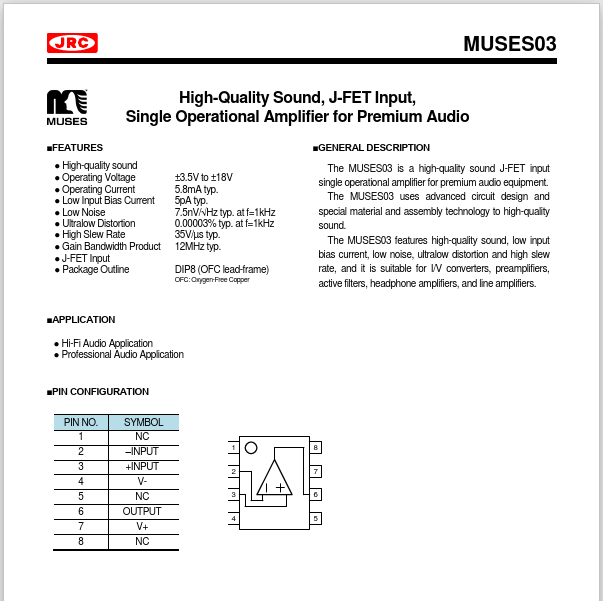 JRC
MUSES03
MUSES
High-Quality Sound, J-FET Input,
Single Operational Amplifier for Premium Audio
■FEATURES
● High-quality sound
● Operating Voltage ±3.5V to ±18V
● Operating Current 5.8mA typ.
● Low Input Bias Current 5pA typ.
● Low Noise 7.5nV/√Hz typ. at f=1kHz
● Ultralow Distortion 0.00003% typ. at f=1kHz
● High Slew Rate 35V/µs typ.
● Gain Bandwidth Product 12MHz typ.
● J-FET Input
● Package Outline DIP8 (OFC lead-frame)
OFC: Oxygen-Free Copper
■GENERAL DESCRIPTION
The MUSES03 is a high-quality sound J-FET input
single operational amplifier for premium audio equipment.
The MUSES03 uses advanced circuit design and
special material and assembly technology to high-quality
sound.
The MUSES03 features high-quality sound, low input
bias current, low noise, ultralow distortion and high slew
rate, and it is suitable for I/V converters, preamplifiers,
active filters, headphone amplifiers, and line amplifiers.
■APPLICATION
● Hi-Fi Audio Application
● Professional Audio Application
■PIN CONFIGURATION
PIN NO. SYMBOL
1 NC
2 –INPUT
3 +INPUT
4 V-
5 NC
6 OUTPUT
7 V+
8 NC
1 8
2 7
3 6
4 5